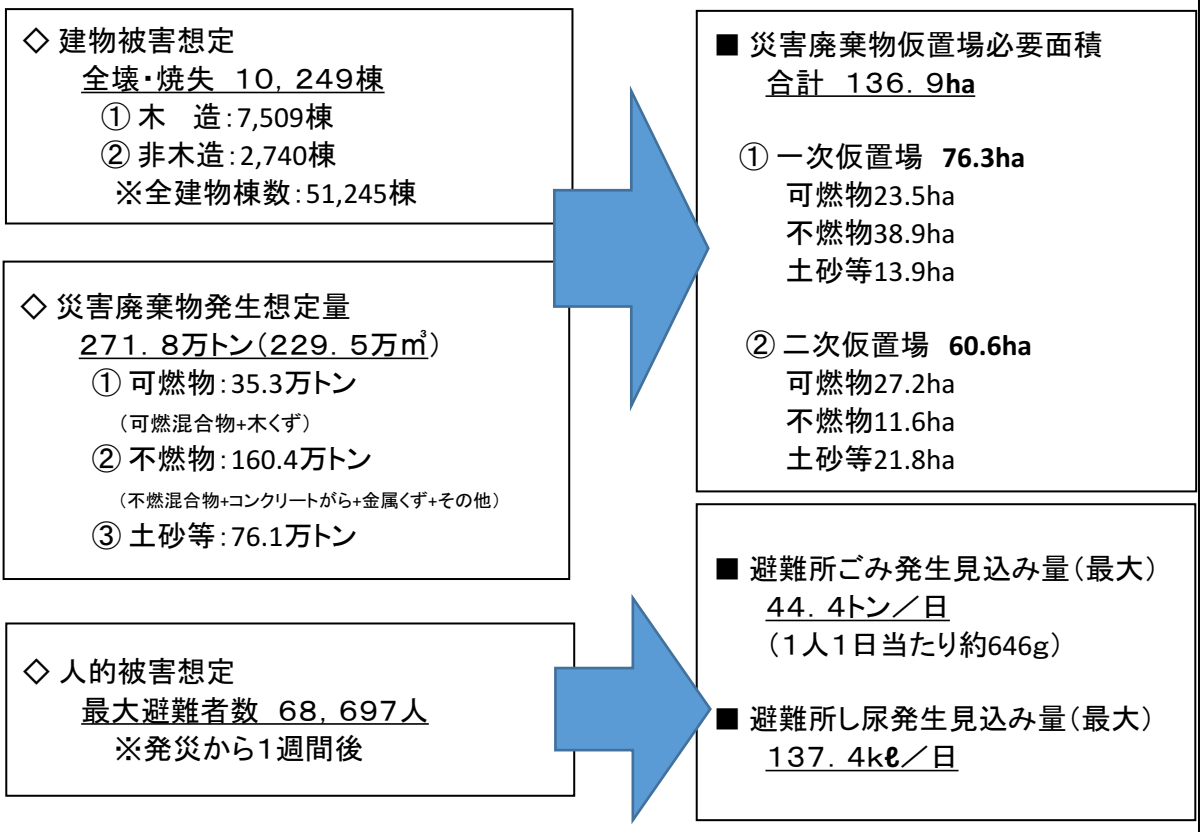 ◇ 建物被害想定
全壊・焼失　10，249棟
① 木　造：7,509棟
② 非木造：2,740棟
※全建物棟数：51,245棟
◇ 災害廃棄物発生想定量
271．8万トン（229．5万㎥）
① 可燃物：35.3万トン
（可燃混合物+木くず）
② 不燃物：160.4万トン
（不燃混合物+コンクリートがら+金属くず+その他）
③ 土砂等：76.1万トン
◇ 人的被害想定
最大避難者数　68，697人
※発災から１週間後
■ 災害廃棄物仮置場必要面積
合計　136．9ha
① 一次仮置場　76.3ha
可燃物23.5ha
不燃物38.9ha
土砂等13.9ha
② 二次仮置場　60.6ha
可燃物27.2ha
不燃物11.6ha
土砂等21.8ha
■ 避難所ごみ発生見込み量（最大）
44．4トン／日
（１人１日当たり約646g）
■ 避難所し尿発生見込み量（最大）
137．4kℓ／日